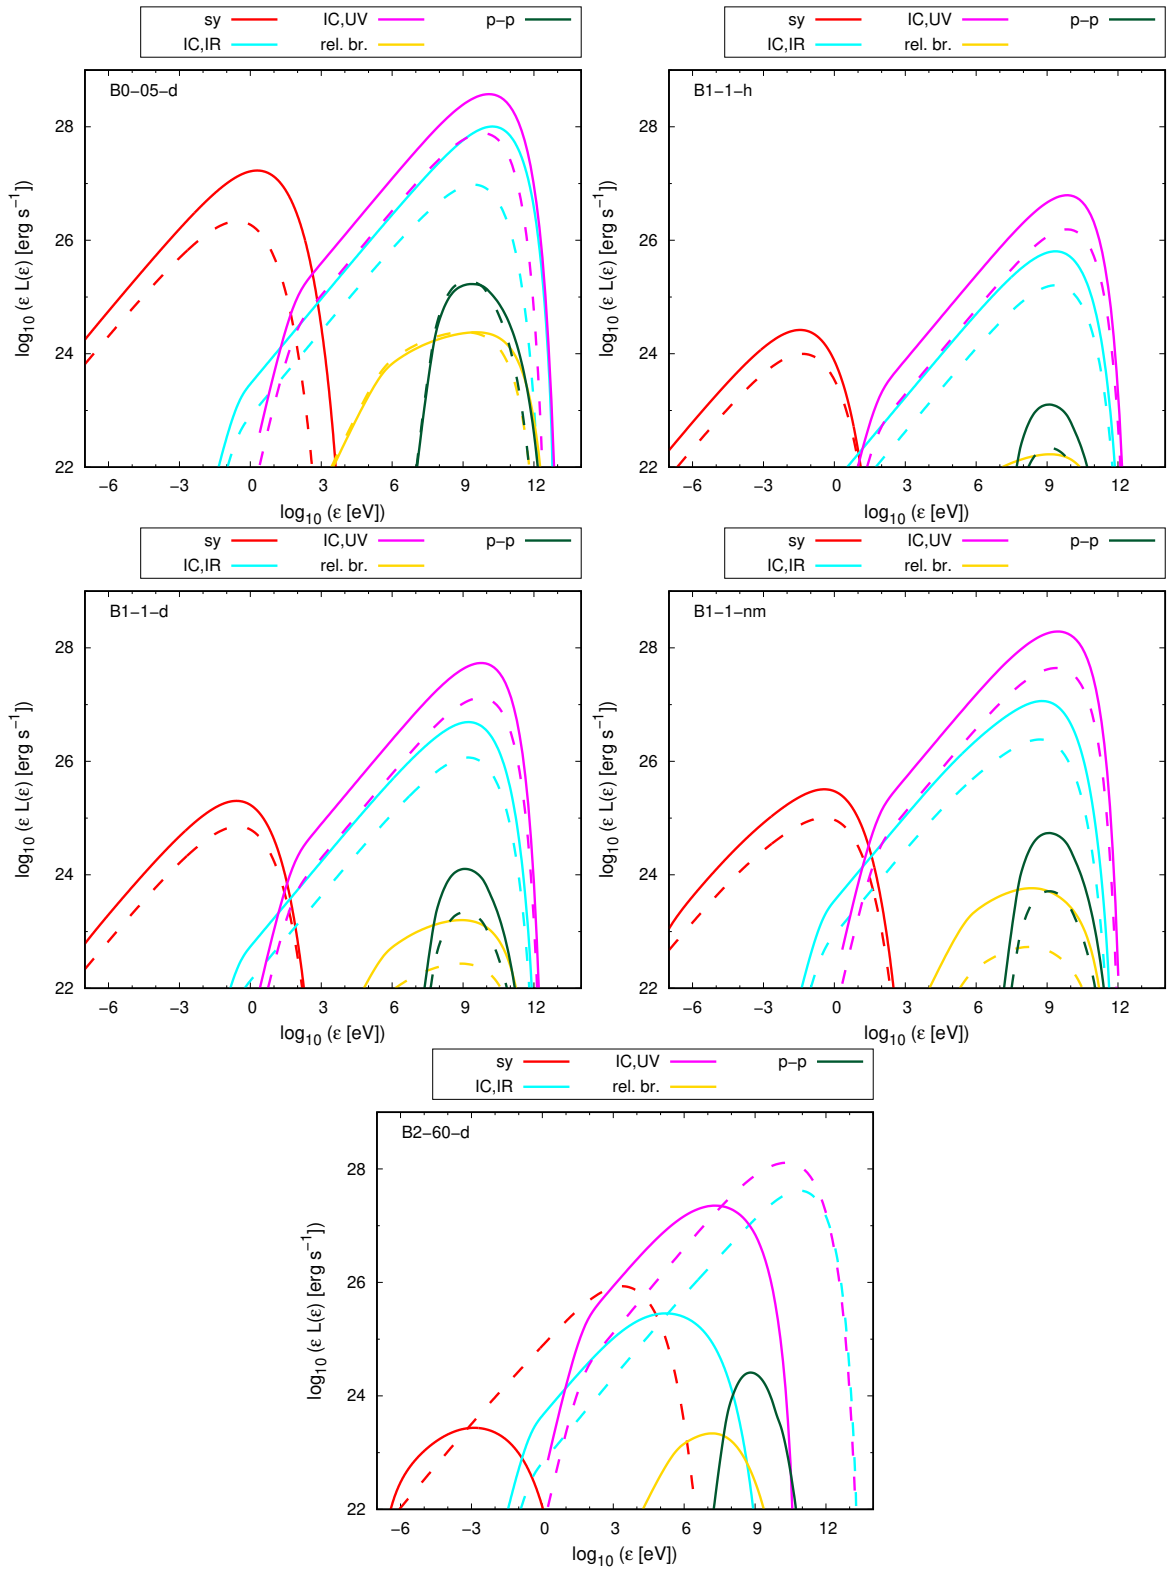 sy IC,UV p-p
IC,IR rel. br.
B0-05-d
log10 (ε L(ε) [erg s−1])
28
26
24
22
-6 -3 0 3 6 9 12
log10 (ε [eV])
sy IC,UV p-p
IC,IR rel. br.
B1-1-h
log10 (ε L(ε) [erg s−1])
28
26
24
22
-6 -3 0 3 6 9 12
log10 (ε [eV])
sy IC,UV p-p
IC,IR rel. br.
B1-1-d
log10 (ε L(ε) [erg s−1])
28
26
24
22
-6 -3 0 3 6 9 12
log10 (ε [eV])
sy IC,UV p-p
IC,IR rel. br.
B1-1-nm
log10 (ε L(ε) [erg s−1])
28
26
24
22
-6 -3 0 3 6 9 12
log10 (ε [eV])
sy IC,UV p-p
IC,IR rel. br.
B2-60-d
log10 (ε L(ε) [erg s−1])
28
26
24
22
-6 -3 0 3 6 9 12
log10 (ε [eV])